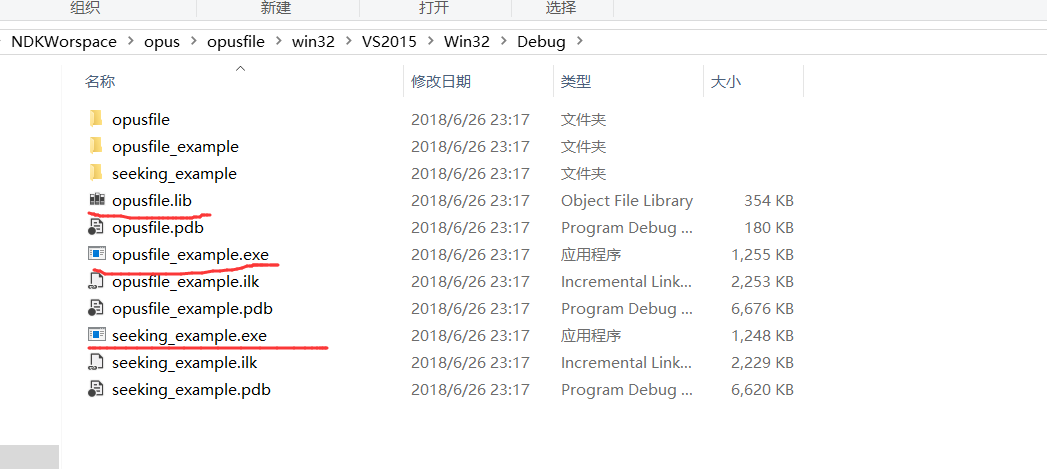 组织 新建 打开 选择
NDKWorspace > opus > opusfile > win32 > VS2015 > Win32 > Debug >
名称 修改日期 类型 大小
opusfile 2018/6/26 23:17 文件夹
opusfile_example 2018/6/26 23:17 文件夹
seeking_example 2018/6/26 23:17 文件夹
opusfile.lib 2018/6/26 23:17 Object File Library 354 KB
opusfile.pdb 2018/6/26 23:17 Program Debug ... 180 KB
opusfile_example.exe 2018/6/26 23:17 应用程序 1,255 KB
opusfile_example.ilk 2018/6/26 23:17 Incremental Link... 2,253 KB
opusfile_example.pdb 2018/6/26 23:17 Program Debug ... 6,676 KB
seeking_example.exe 2018/6/26 23:17 应用程序 1,248 KB
seeking_example.ilk 2018/6/26 23:17 Incremental Link... 2,229 KB
seeking_example.pdb 2018/6/26 23:17 Program Debug ... 6,620 KB